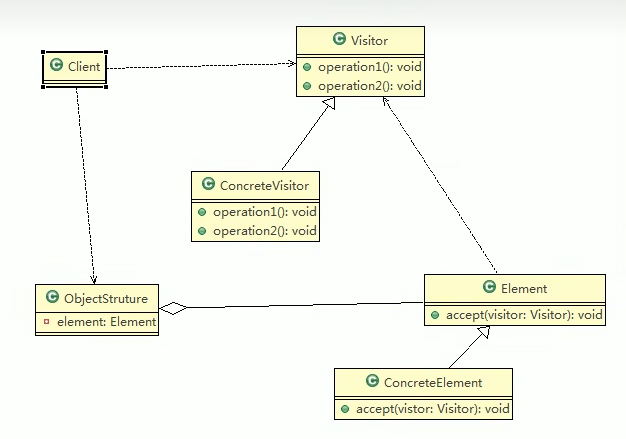 Visitor
operation1(): void
operation2(): void
Client
ConcreteVisitor
operation1(): void
operation2(): void
ObjectStruture
element: Element
Element
accept(visitor: Visitor): void
ConcreteElement
accept(vistor: Visitor): void